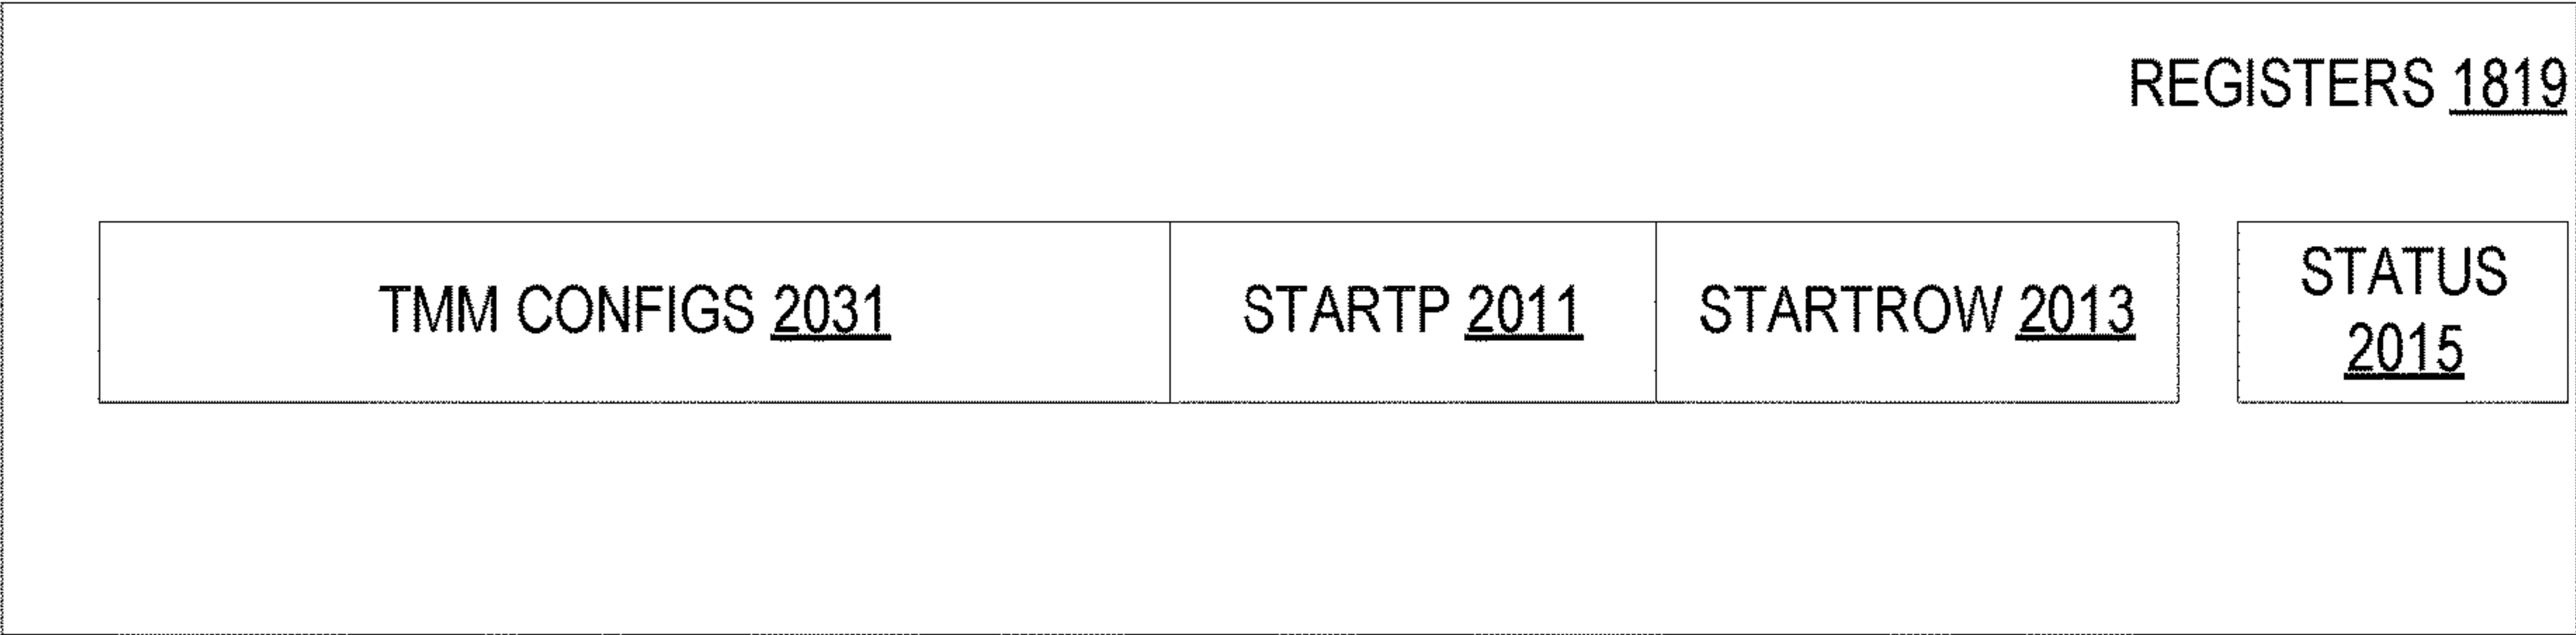 REGISTERS 1819
TMM CONFIGS 2031
STARTP 2011
STARTROW 2013
STATUS
2015